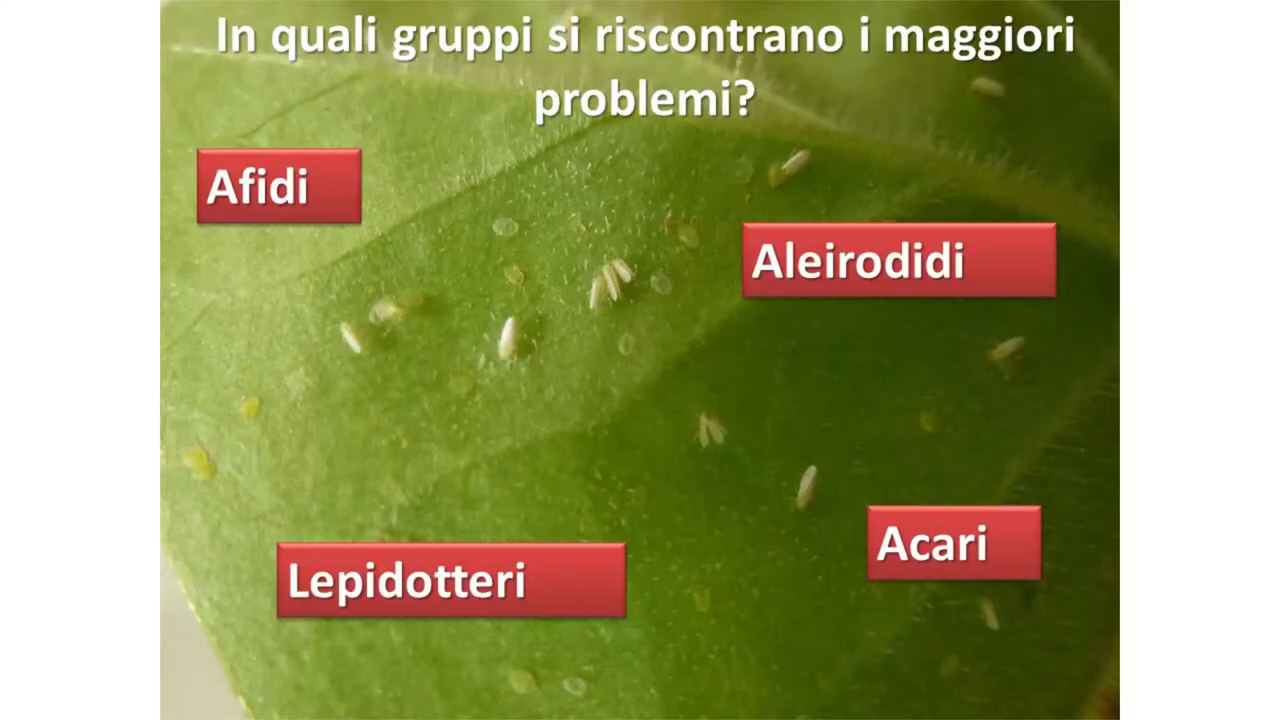 In quali gruppi si riscontrano i maggiori
problemi?
Afidi
Aleirodidi
Acari
Lepidotteri